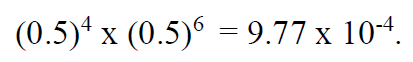 (0.5)⁴ x (0.5)⁶ = 9.77 x 10⁻⁴.